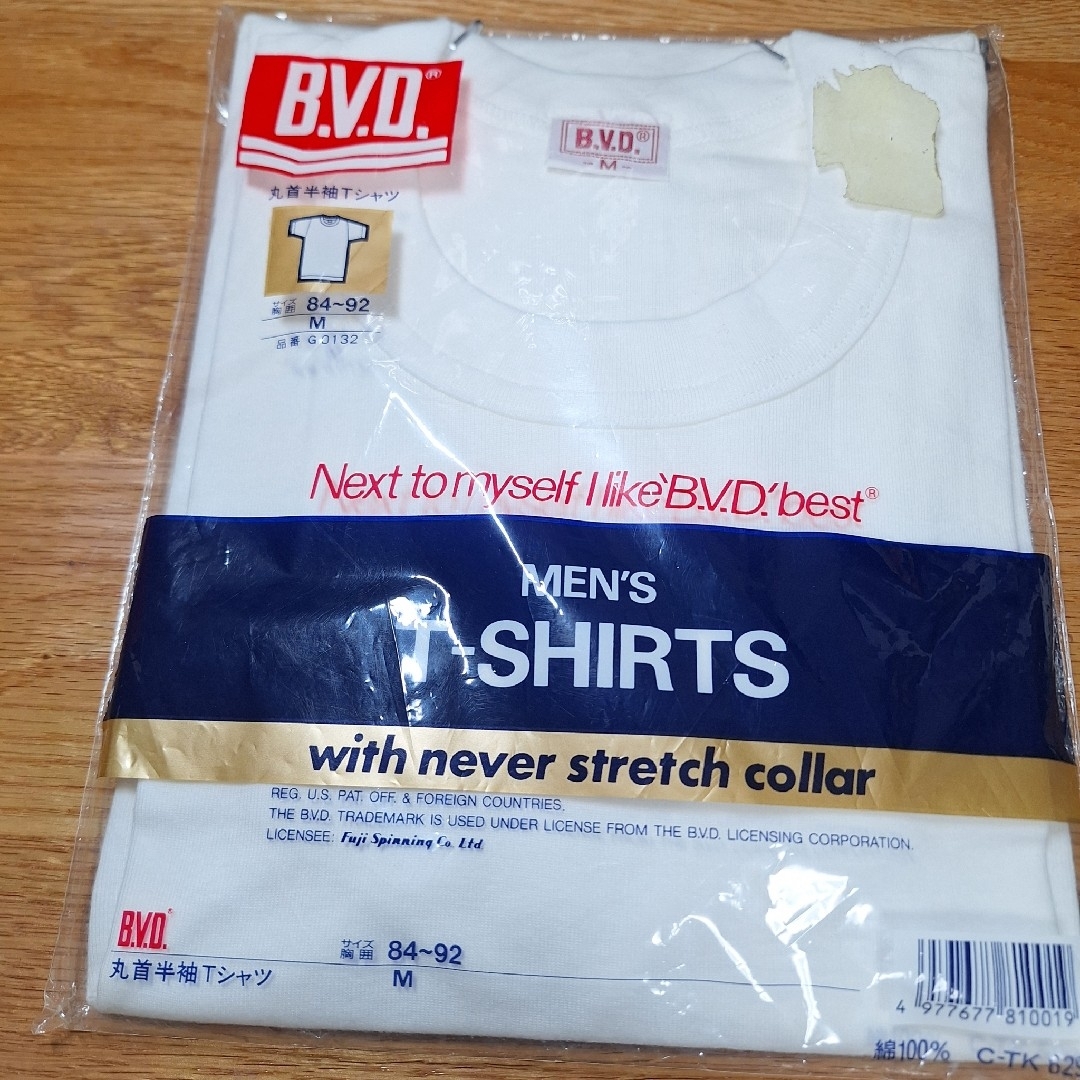 B.V.D.®
丸首半袖Tシャツ
サイズ
胸囲 84~92
M
品番 G0132
B.V.D.®
- M -
Next to myself I like 'B.V.D.' best®
MEN'S
T-SHIRTS
with never stretch collar
REG. U.S. PAT. OFF. & FOREIGN COUNTRIES.
THE B.V.D. TRADEMARK IS USED UNDER LICENSE FROM THE B.V.D. LICENSING CORPORATION.
LICENSEE: Fuji Spinning Co. Ltd
B.V.D.®
丸首半袖Tシャツ
サイズ
胸囲 84~92
M
4 977677 810019
綿100% C-TK